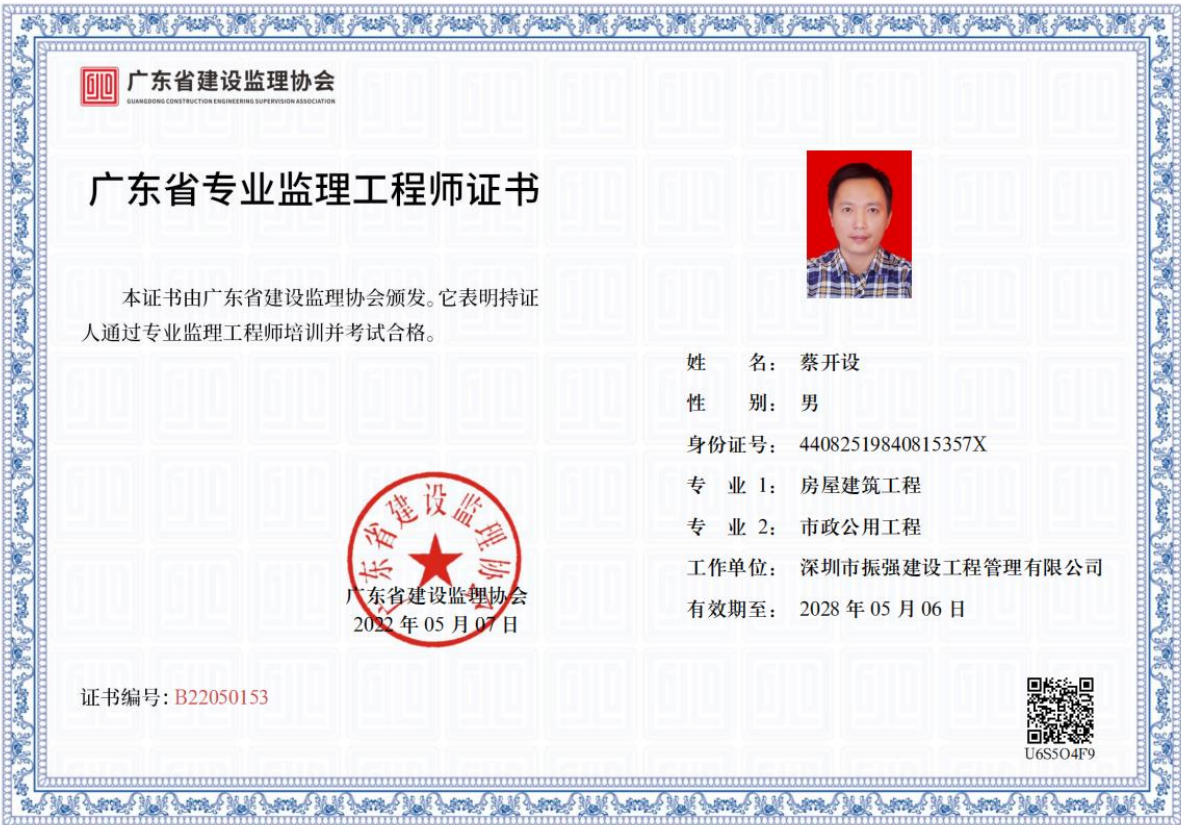 广东省建设监理协会
GUANGDONG CONSTRUCTION ENGINEERING SUPERVISION ASSOCIATION
广东省专业监理工程师证书
本证书由广东省建设监理协会颁发。它表明持证
人通过专业监理工程师培训并考试合格。
姓 名: 蔡开设
性 别: 男
身份证号: 44082519840815357X
专 业 1: 房屋建筑工程
专 业 2: 市政公用工程
工作单位: 深圳市振强建设工程管理有限公司
有效期至: 2028 年 05 月 06 日
广东省建设监理协会
广东省建设监理协会
2022 年 05 月 07 日
证书编号: B22050153
U6S5O4F9